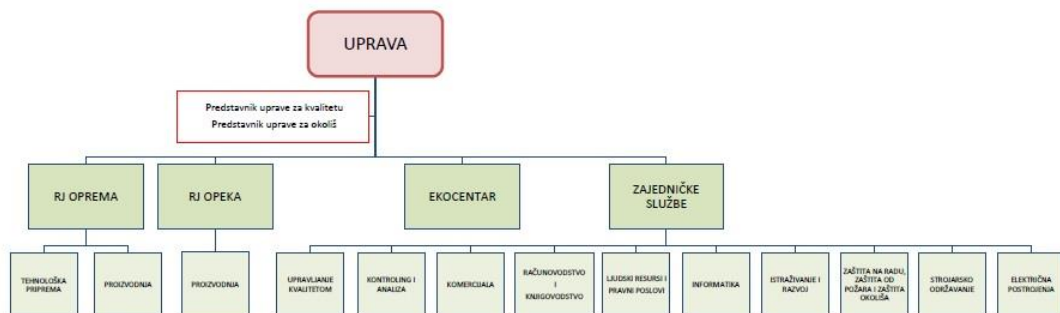 UPRAVA
Predstavnik uprave za kvalitetu
Predstavnik uprave za okoliš
RJ OPREMA
RJ OPEKA
EKOCENTAR
ZAJEDNIČKE
SLUŽBE
TEHNOLOŠKA
PRIPREMA
PROIZVODNJA
PROIZVODNJA
UPRAVLJANJE
KVALITETOM
KONTROLING I
ANALIZA
KOMERCIJALA
RAČUNOVODSTVO
I
KNJIGOVODSTVO
LJUDSKI RESURSI I
PRAVNI POSLOVI
INFORMATIKA
ISTRAŽIVANJE I
RAZVOJ
ZAŠTITA NA RADU,
ZAŠTITA OD
POŽARA I ZAŠTITA
OKOLIŠA
STROJARSKO
ODRŽAVANJE
ELEKTRIČNA
POSTROJENJA